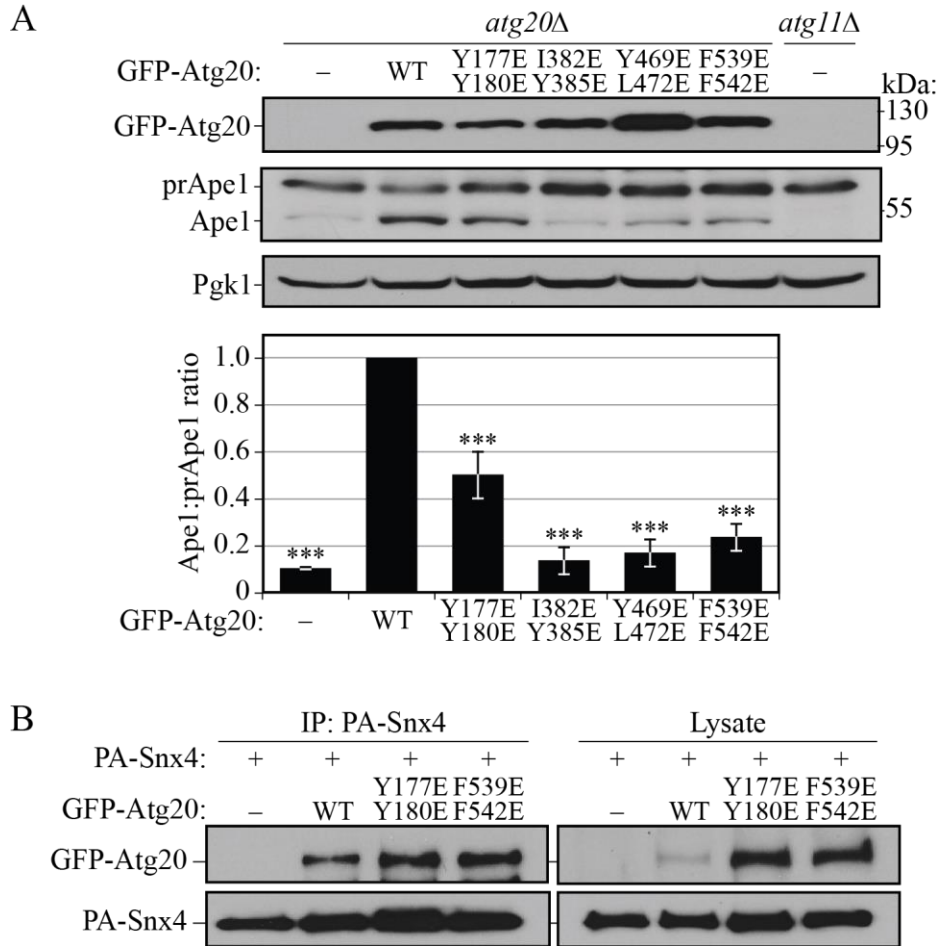 A
atg20Δ atg11Δ
GFP-Atg20: – WT Y177E I382E Y469E F539E –
Y180E Y385E L472E F542E
kDa:
GFP-Atg20 130
95
prApe1
Ape1 55
Pgk1
Ape1:prApe1 ratio
1.0
0.8
0.6
0.4
0.2
0
*** *** *** *** ***
GFP-Atg20: – WT Y177E I382E Y469E F539E
Y180E Y385E L472E F542E
B
IP: PA-Snx4 Lysate
PA-Snx4: + + + + + + + +
Y177E F539E Y177E F539E
GFP-Atg20: – WT Y180E F542E – WT Y180E F542E
GFP-Atg20
PA-Snx4